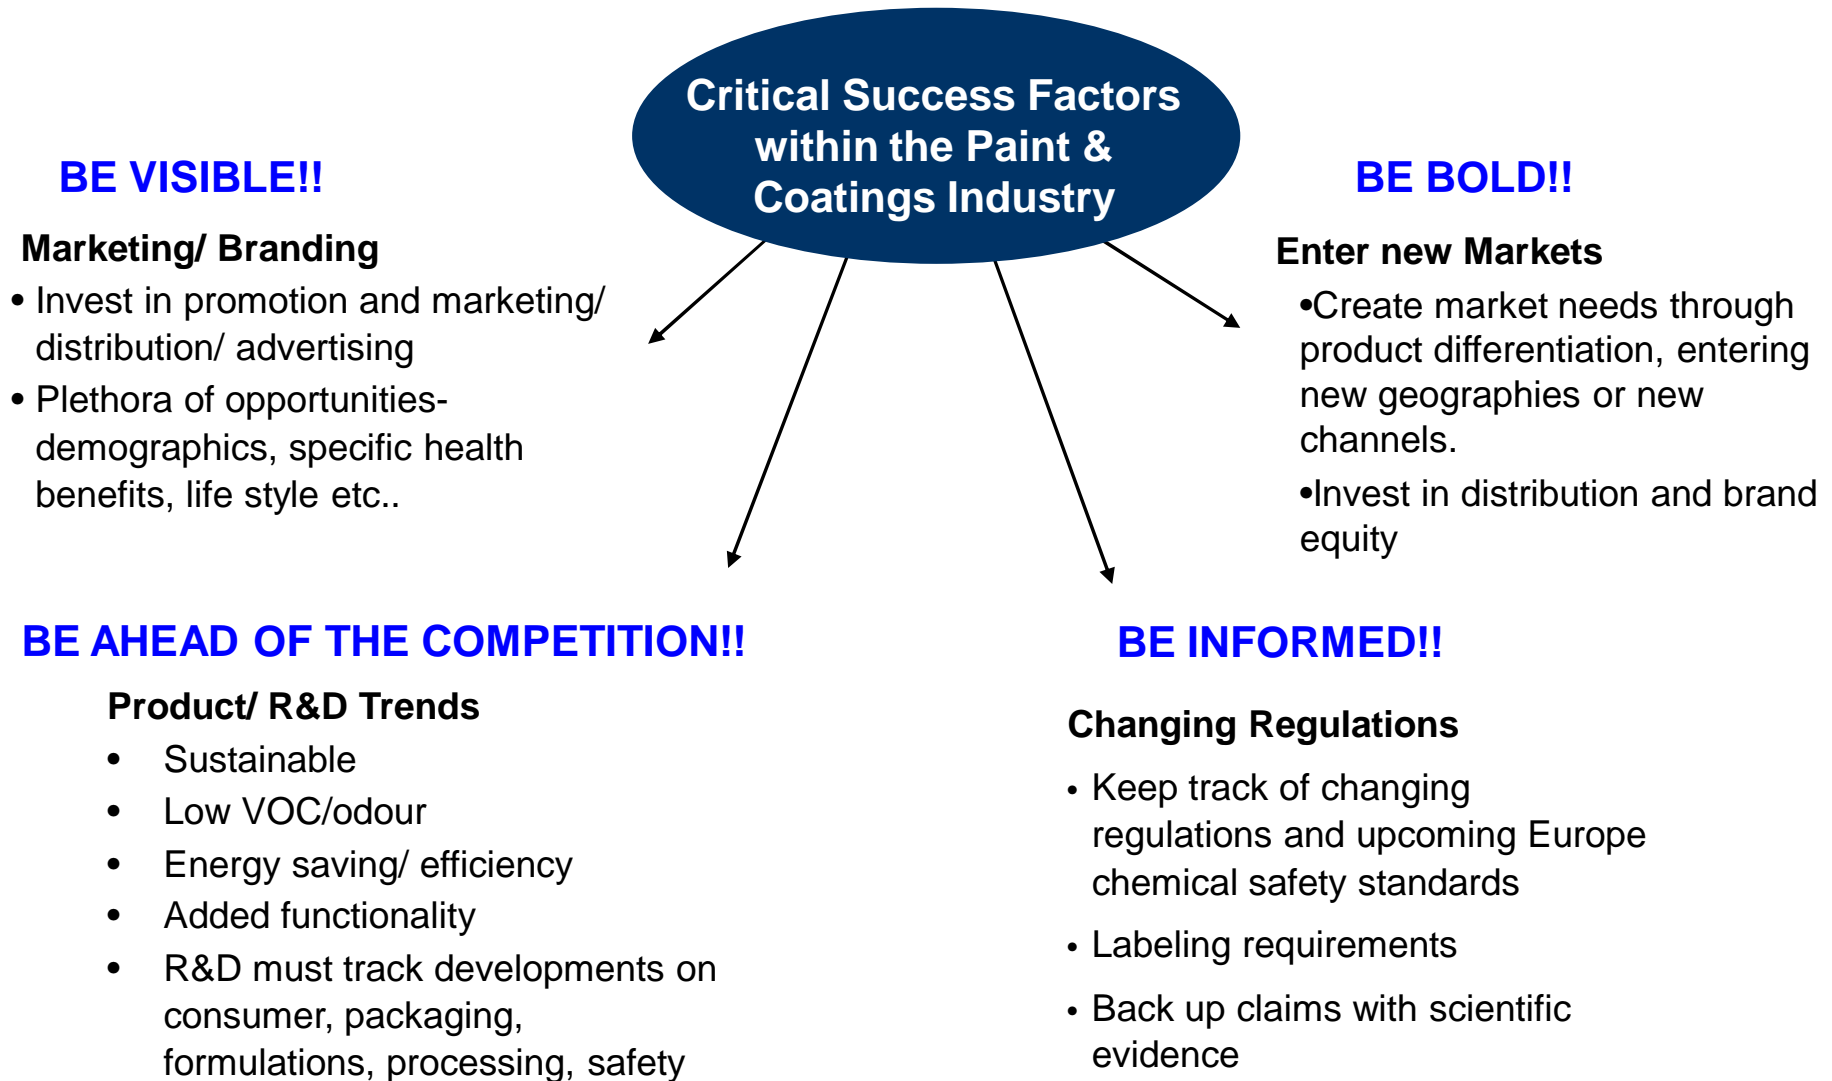 Critical Success Factors
within the Paint &
Coatings Industry
BE VISIBLE!!
Marketing/ Branding
• Invest in promotion and marketing/
distribution/ advertising
• Plethora of opportunities-
demographics, specific health
benefits, life style etc..
BE BOLD!!
Enter new Markets
•Create market needs through
product differentiation, entering
new geographies or new
channels.
•Invest in distribution and brand
equity
BE AHEAD OF THE COMPETITION!!
Product/ R&D Trends
• Sustainable
• Low VOC/odour
• Energy saving/ efficiency
• Added functionality
• R&D must track developments on
consumer, packaging,
formulations, processing, safety
BE INFORMED!!
Changing Regulations
• Keep track of changing
regulations and upcoming Europe
chemical safety standards
• Labeling requirements
• Back up claims with scientific
evidence